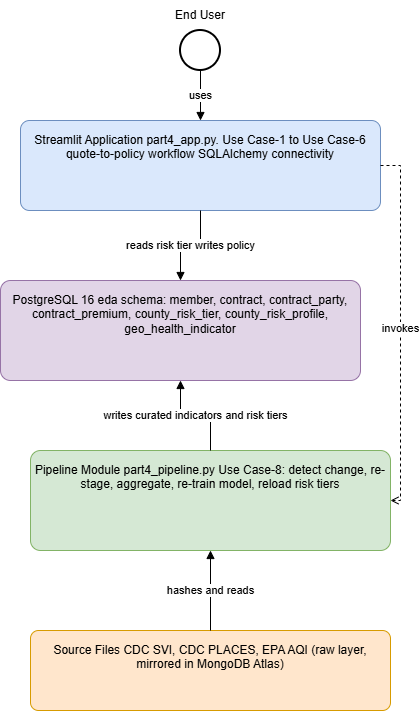 End User
uses
Streamlit Application part4_app.py. Use Case-1 to Use Case-6
quote-to-policy workflow SQLAlchemy connectivity
reads risk tier writes policy
PostgreSQL 16 eda schema: member, contract, contract_party,
contract_premium, county_risk_tier, county_risk_profile,
geo_health_indicator
invokes
writes curated indicators and risk tiers
Pipeline Module part4_pipeline.py Use Case-8: detect change, re-
stage, aggregate, re-train model, reload risk tiers
hashes and reads
Source Files CDC SVI, CDC PLACES, EPA AQI (raw layer,
mirrored in MongoDB Atlas)